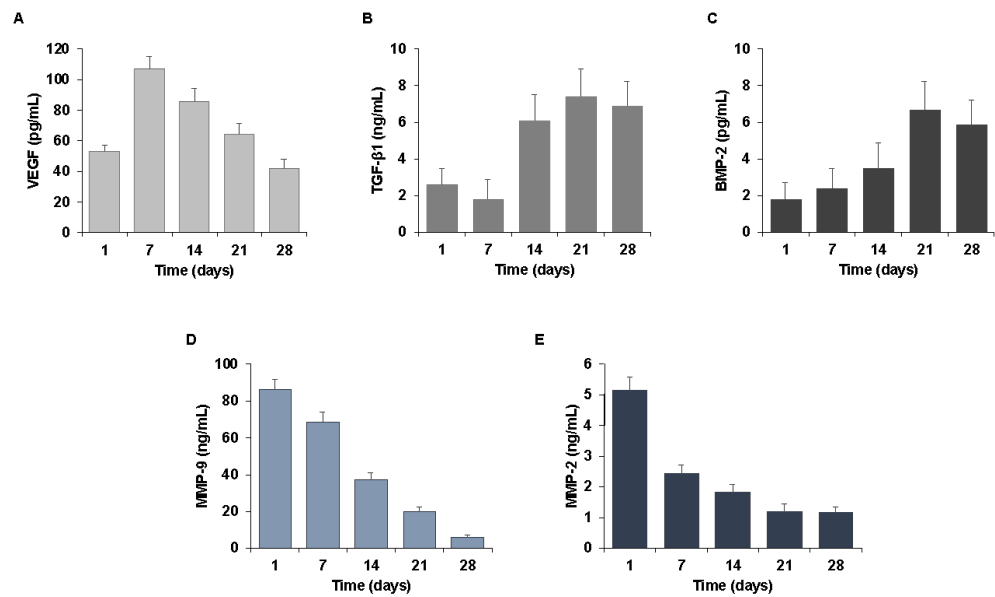 A
VEGF (pg/mL)
120
100
80
60
40
20
0
1 7 14 21 28
Time (days)
B
TGF-β1 (ng/mL)
10
8
6
4
2
0
1 7 14 21 28
Time (days)
C
BMP-2 (pg/mL)
10
8
6
4
2
0
1 7 14 21 28
Time (days)
D
MMP-9 (ng/mL)
100
80
60
40
20
0
1 7 14 21 28
Time (days)
E
MMP-2 (ng/mL)
6
5
4
3
2
1
0
1 7 14 21 28
Time (days)